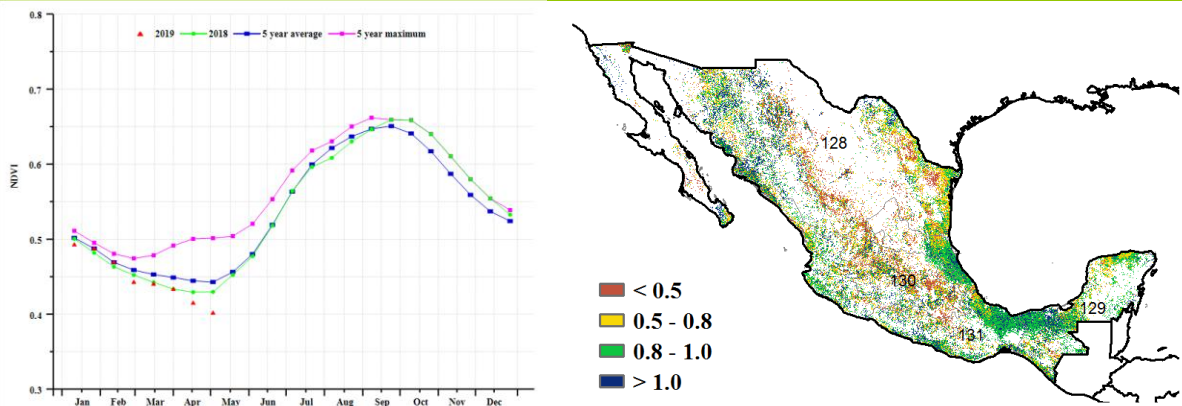 0.8
0.7
0.6
0.5
0.4
0.3
NDVI
2019 2018 5 year average 5 year maximum
Jan Feb Mar Apr May Jun Jul Aug Sep Oct Nov Dec
128
129
130
131
< 0.5
0.5 - 0.8
0.8 - 1.0
> 1.0